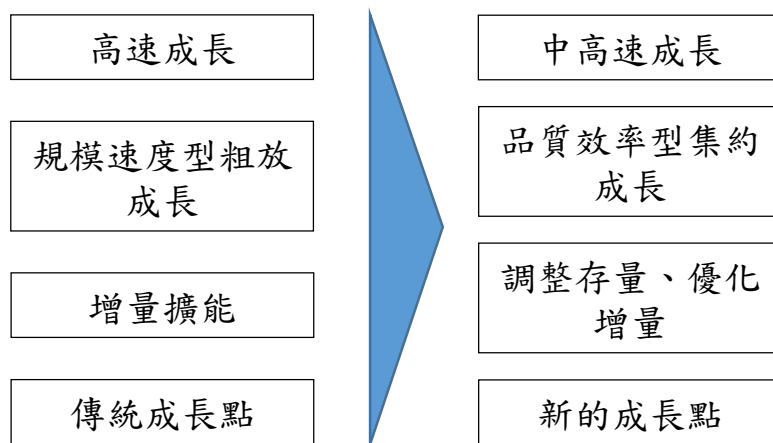 高速成長
中高速成長
規模速度型粗放
成長
品質效率型集約
成長
增量擴能
調整存量、優化
增量
傳統成長點
新的成長點